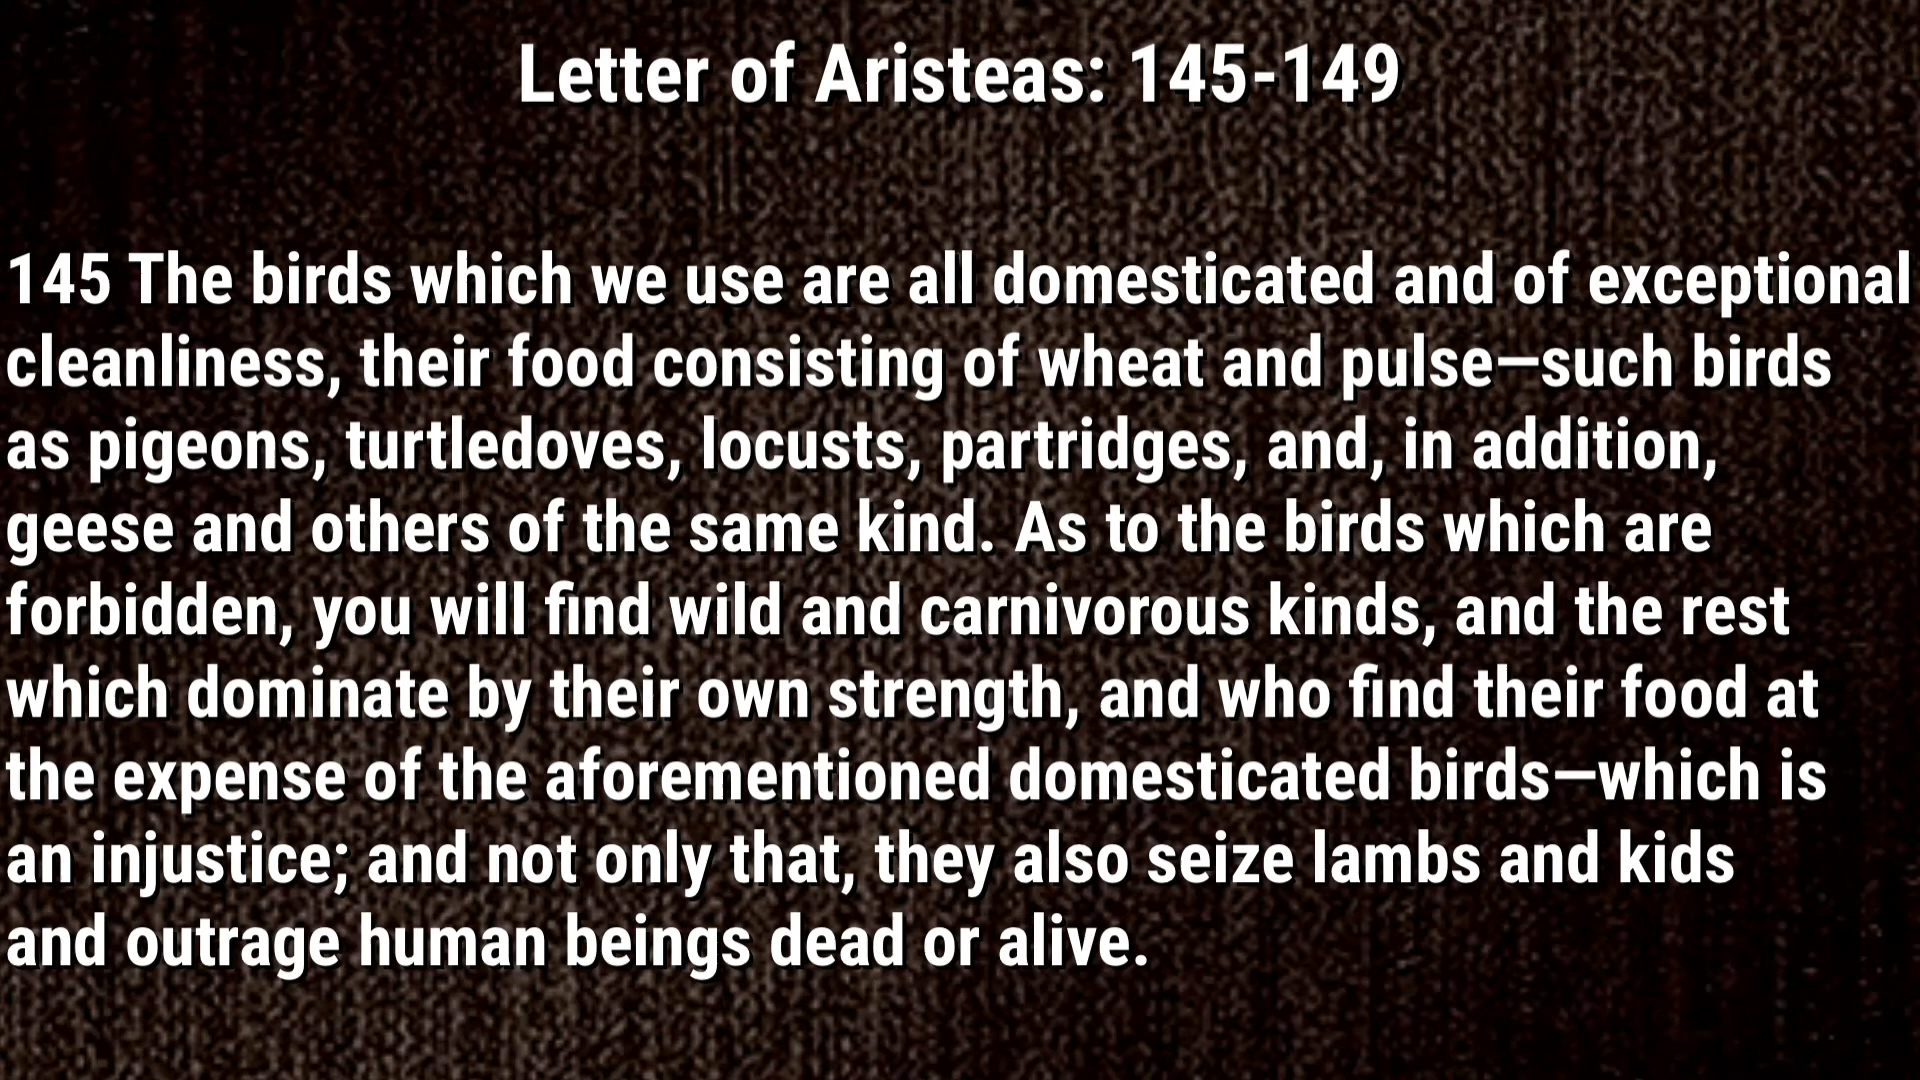 Letter of Aristeas: 145-149
145 The birds which we use are all domesticated and of exceptional
cleanliness, their food consisting of wheat and pulse—such birds
as pigeons, turtledoves, locusts, partridges, and, in addition,
geese and others of the same kind. As to the birds which are
forbidden, you will find wild and carnivorous kinds, and the rest
which dominate by their own strength, and who find their food at
the expense of the aforementioned domesticated birds—which is
an injustice; and not only that, they also seize lambs and kids
and outrage human beings dead or alive.